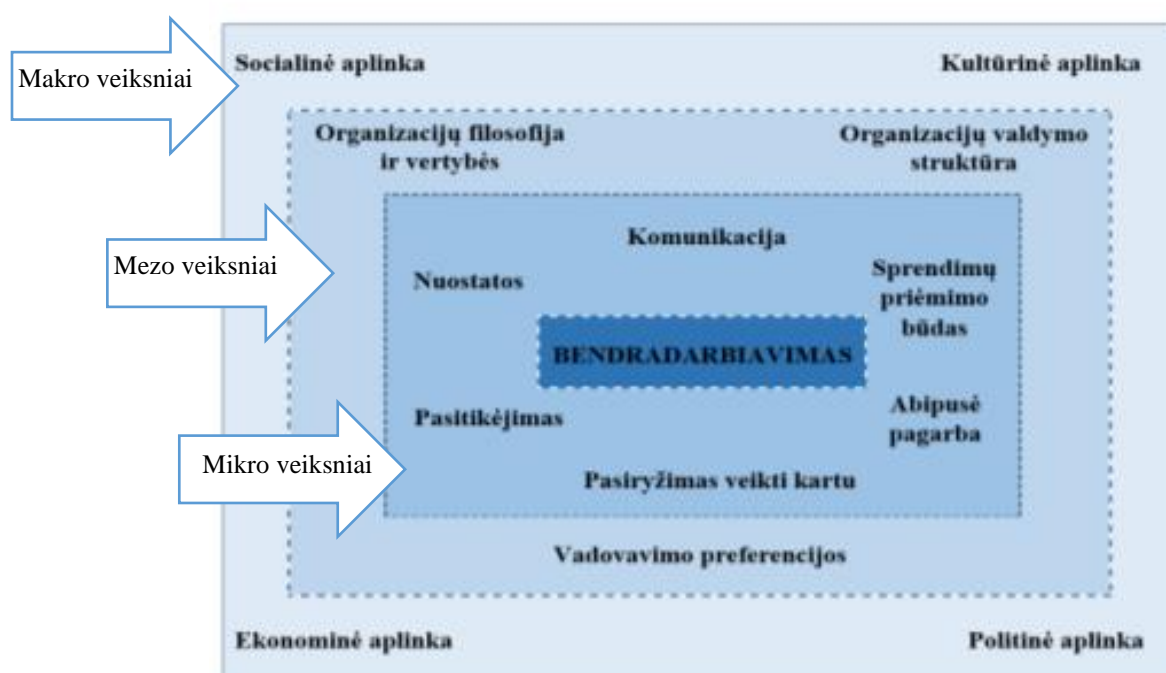 Makro veiksniai
Socialinė aplinka
Kultūrinė aplinka
Organizacijų filosofija
ir vertybės
Organizacijų valdymo
struktūra
Mezo veiksniai
Komunikacija
Nuostatos
Sprendimų
priėmimo
būdas
BENDRADARBIAVIMAS
Pasitikėjimas
Abipusė
pagarba
Mikro veiksniai
Pasiryžimas veikti kartu
Vadovavimo preferencijos
Ekonominė aplinka
Politinė aplinka